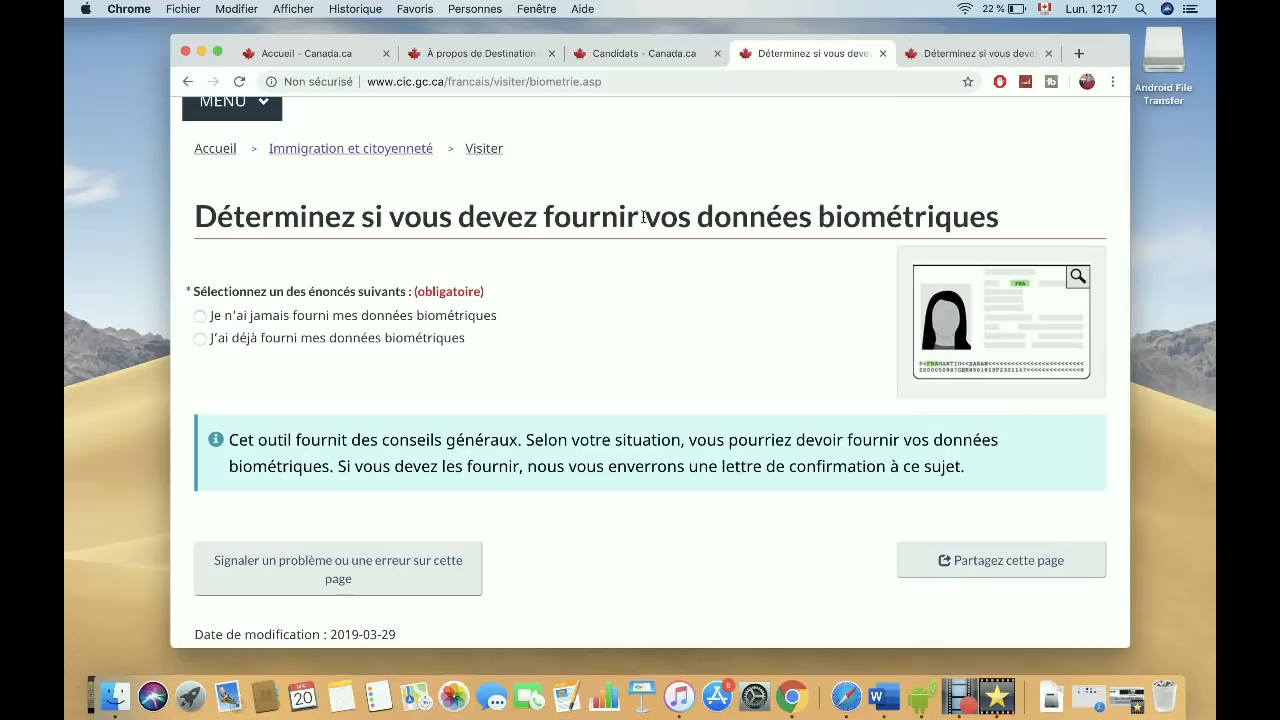 Chrome Fichier Modifier Afficher Historique Favoris Personnes Fenêtre Aide 22 % Lun. 12:17
Accueil - Canada.ca À propos de Destination Candidats - Canada.ca Déterminez si vous devez Déterminez si vous deve
Non sécurisé www.cic.gc.ca/francais/visiter/biometrie.asp
Android File
Transfer
MENU
Accueil > Immigration et citoyenneté > Visiter
Déterminez si vous devez fournir vos données biométriques
FRA
* Sélectionnez un des énoncés suivants : (obligatoire)
Je n’ai jamais fourni mes données biométriques
J’ai déjà fourni mes données biométriques
Cet outil fournit des conseils généraux. Selon votre situation, vous pourriez devoir fournir vos données
biométriques. Si vous devez les fournir, nous vous enverrons une lettre de confirmation à ce sujet.
Signaler un problème ou une erreur sur cette
page
Partagez cette page
Date de modification : 2019-03-29
20
6